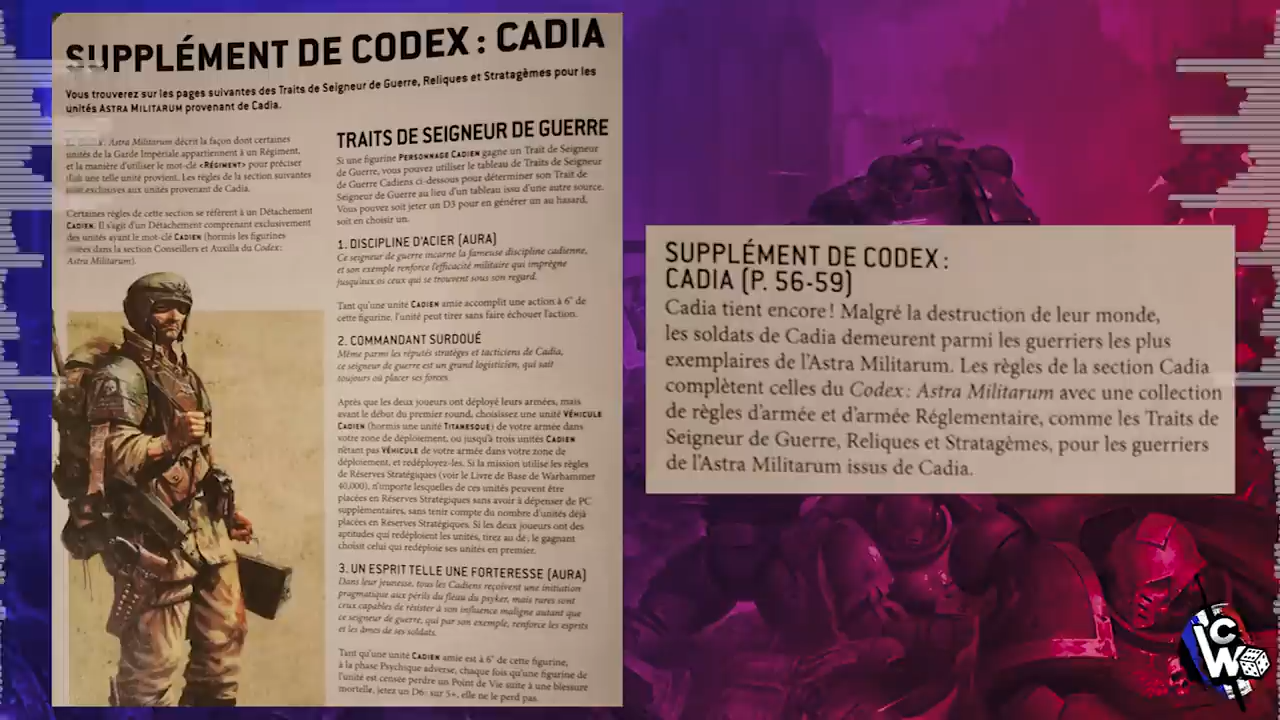 SUPPLÉMENT DE CODEX : CADIA
Vous trouverez sur les pages suivantes des Traits de Seigneur de Guerre, Reliques et Stratagèmes pour les
unités ASTRA MILITARUM provenant de Cadia.
Astra Militarum décrit la façon dont certaines
unités de la Garde Impériale appartiennent à un Régiment,
et la manière d'utiliser le mot-clé <RÉGIMENT> pour préciser
d'où une telle unité provient. Les règles de la section suivantes
sont exclusives aux unités provenant de Cadia.
Certaines règles de cette section se réfèrent à un Détachement
CADIEN. Il s'agit d'un Détachement comprenant exclusivement
des unités ayant le mot-clé CADIEN (hormis les figurines
listées dans la section Conseillers et Auxilla du Codex :
Astra Militarum).
TRAITS DE SEIGNEUR DE GUERRE
Si une figurine PERSONNAGE CADIEN gagne un Trait de Seigneur
de Guerre, vous pouvez utiliser le tableau de Traits de Seigneur
de Guerre Cadiens ci-dessous pour déterminer son Trait de
Seigneur de Guerre au lieu d'un tableau issu d'une autre source.
Vous pouvez soit jeter un D3 pour en générer un au hasard,
soit en choisir un.
1. DISCIPLINE D'ACIER (AURA)
Ce seigneur de guerre incarne la fameuse discipline cadienne,
et son exemple renforce l'efficacité militaire qui imprègne
jusqu'aux os ceux qui se trouvent sous son regard.
Tant qu'une unité CADIEN amie accomplit une action à 6" de
cette figurine, l'unité peut tirer sans faire échouer l'action.
2. COMMANDANT SURDOUÉ
Même parmi les réputés stratèges et tacticiens de Cadia,
ce seigneur de guerre est un grand logisticien, qui sait
toujours où placer ses forces.
Après que les deux joueurs ont déployé leurs armées, mais
avant le début du premier round, choisissez une unité VÉHICULE
CADIEN (hormis une unité TITANESQUE) de votre armée dans
votre zone de déploiement, ou jusqu'à trois unités CADIEN
n'étant pas VÉHICULE de votre armée dans votre zone de
déploiement, et redéployez-les. Si la mission utilise les règles
de Réserves Stratégiques (voir le Livre de Base de Warhammer
40,000), n'importe lesquelles de ces unités peuvent être
placées en Réserves Stratégiques sans avoir à dépenser de PC
supplémentaires, sans tenir compte du nombre d'unités déjà
placées en Réserves Stratégiques. Si les deux joueurs ont des
aptitudes qui redéploient les unités, tirez au dé ; le gagnant
choisit celui qui redéploie ses unités en premier.
3. UN ESPRIT TELLE UNE FORTERESSE (AURA)
Dans leur jeunesse, tous les Cadiens reçoivent une initiation
pragmatique aux périls du fléau du psyker, mais rares sont
ceux capables de résister à son influence maligne autant que
ce seigneur de guerre, qui par son exemple, renforce les esprits
et les âmes de ses soldats.
Tant qu'une unité CADIEN amie est à 6" de cette figurine,
à la phase Psychique adverse, chaque fois qu'une figurine de
l'unité est censée perdre un Point de Vie suite à une blessure
mortelle, jetez un D6 : sur 5+, elle ne le perd pas.
SUPPLÉMENT DE CODEX :
CADIA (P. 56-59)
Cadia tient encore ! Malgré la destruction de leur monde,
les soldats de Cadia demeurent parmi les guerriers les plus
exemplaires de l'Astra Militarum. Les règles de la section Cadia
complètent celles du Codex : Astra Militarum avec une collection
de règles d'armée et d'armée Réglementaire, comme les Traits de
Seigneur de Guerre, Reliques et Stratagèmes, pour les guerriers
de l'Astra Militarum issus de Cadia.
iCW